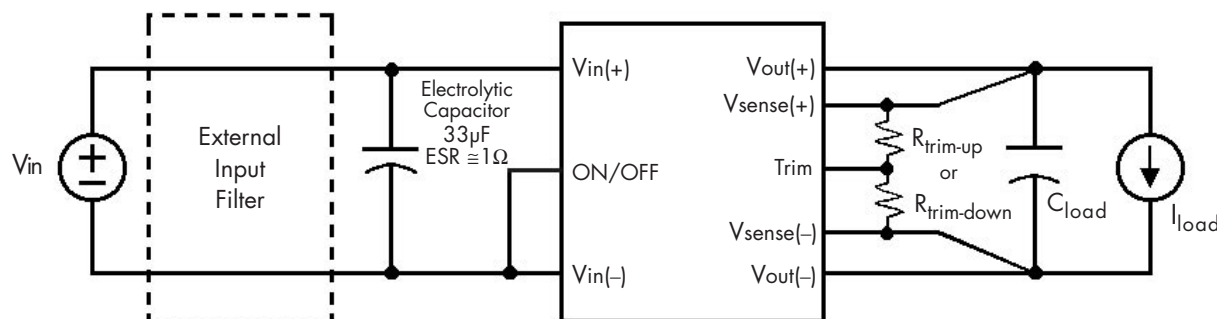 Vin
External
Input
Filter
Electrolytic
Capacitor
33µF
ESR ≅1Ω
Vin(+)
ON/OFF
Vin(–)
Vout(+)
Vsense(+)
Trim
Vsense(–)
Vout(–)
Rtrim-up
or
Rtrim-down
Cload
Iload